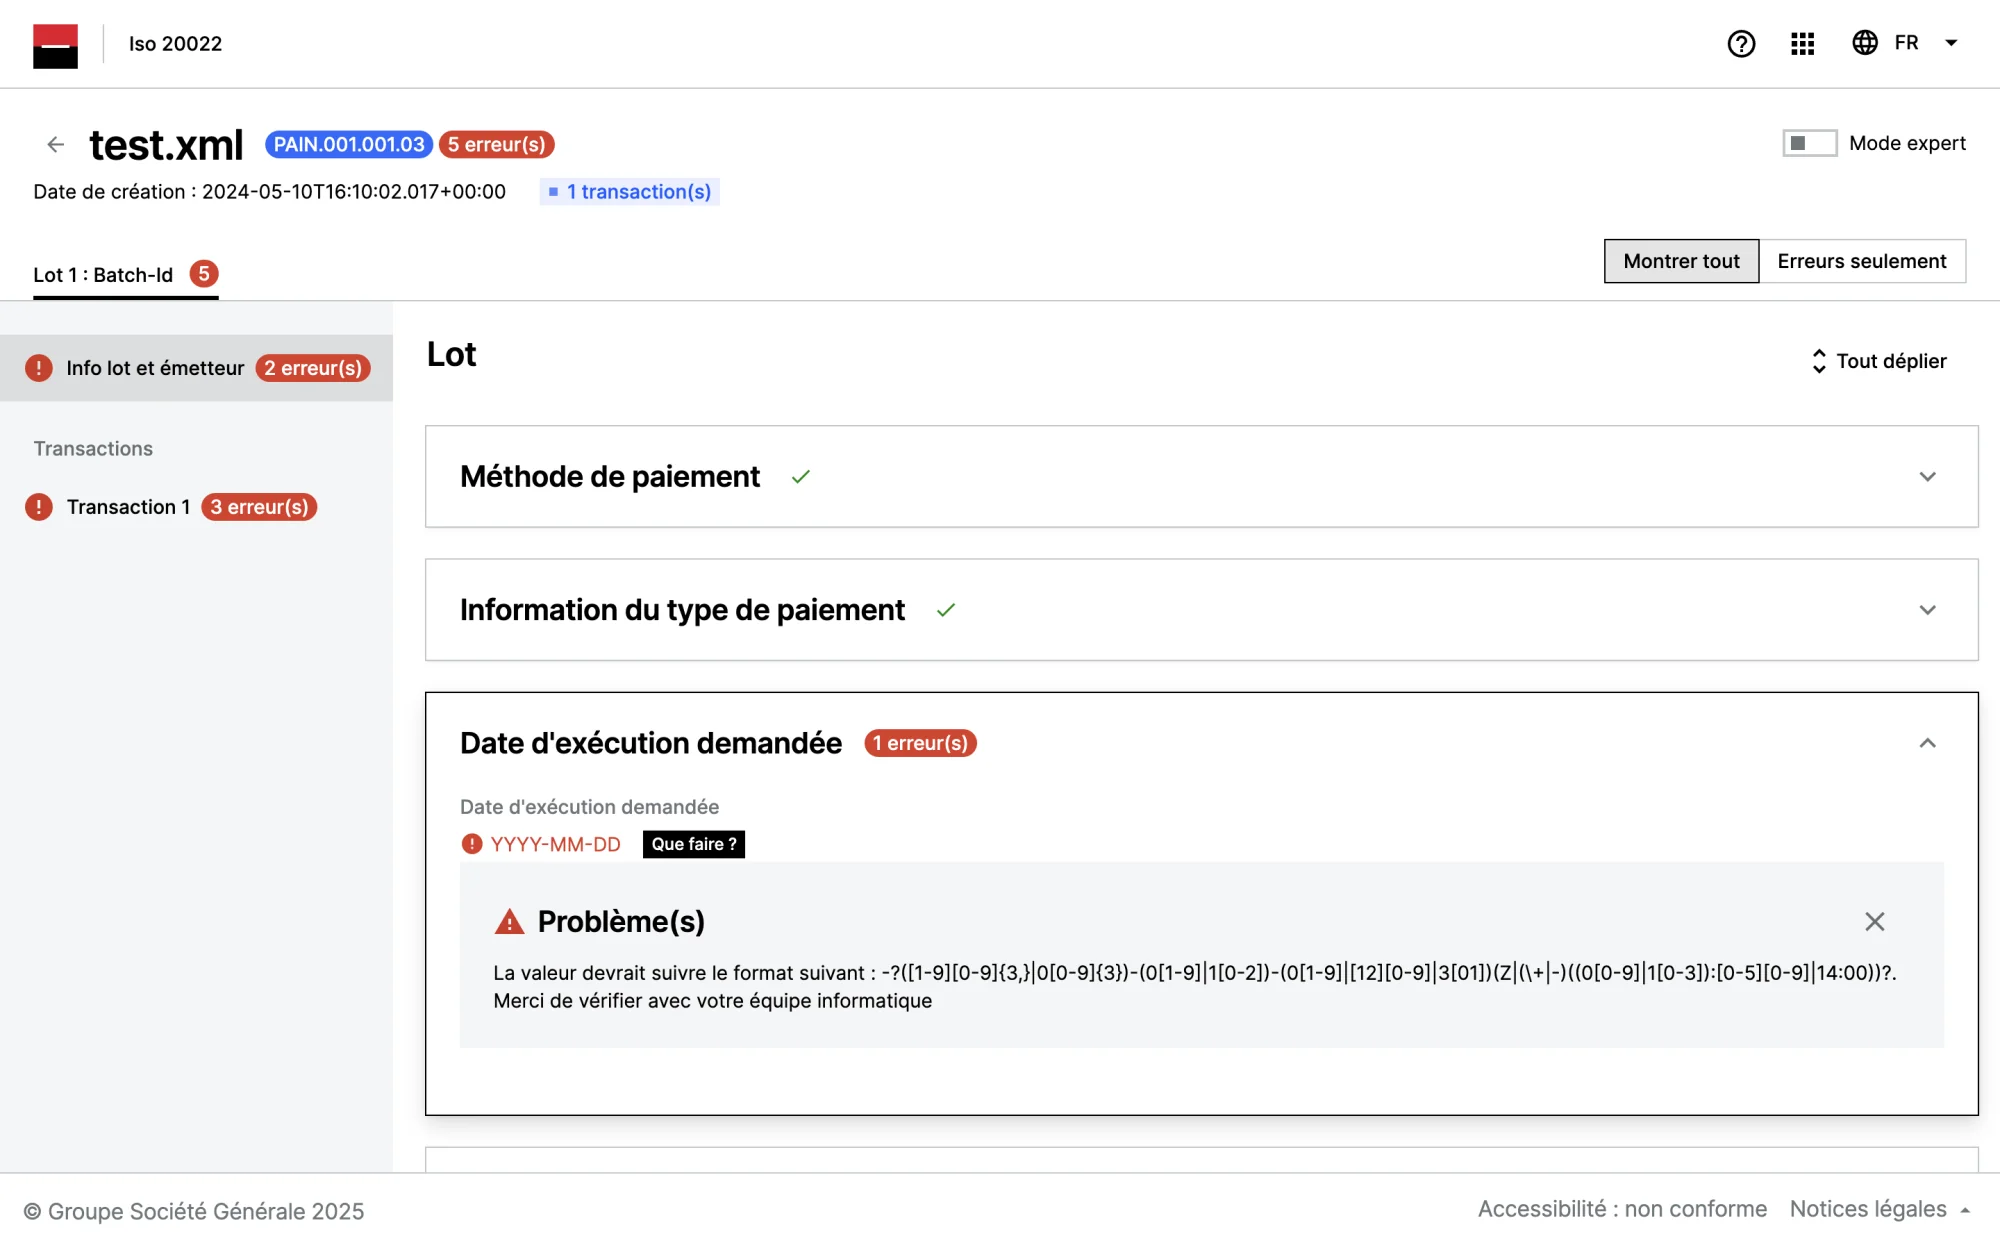 Iso 20022
FR
test.xml PAIN.001.001.03 5 erreur(s)
Mode expert
Date de création : 2024-05-10T16:10:02.017+00:00 1 transaction(s)
Lot 1 : Batch-Id 5
Montrer tout Erreurs seulement
Info lot et émetteur 2 erreur(s)
Transactions
Transaction 1 3 erreur(s)
Lot
Tout déplier
Méthode de paiement
Information du type de paiement
Date d'exécution demandée 1 erreur(s)
Date d'exécution demandée
YYYY-MM-DD Que faire ?
Problème(s)
La valeur devrait suivre le format suivant : -?([1-9][0-9]{3,}|0[0-9]{3})-(0[1-9]|1[0-2])-(0[1-9]|[12][0-9]|3[01])(Z|(\+|-)((0[0-9]|1[0-3]):[0-5][0-9]|14:00))?.
Merci de vérifier avec votre équipe informatique
© Groupe Société Générale 2025
Accessibilité : non conforme Notices légales